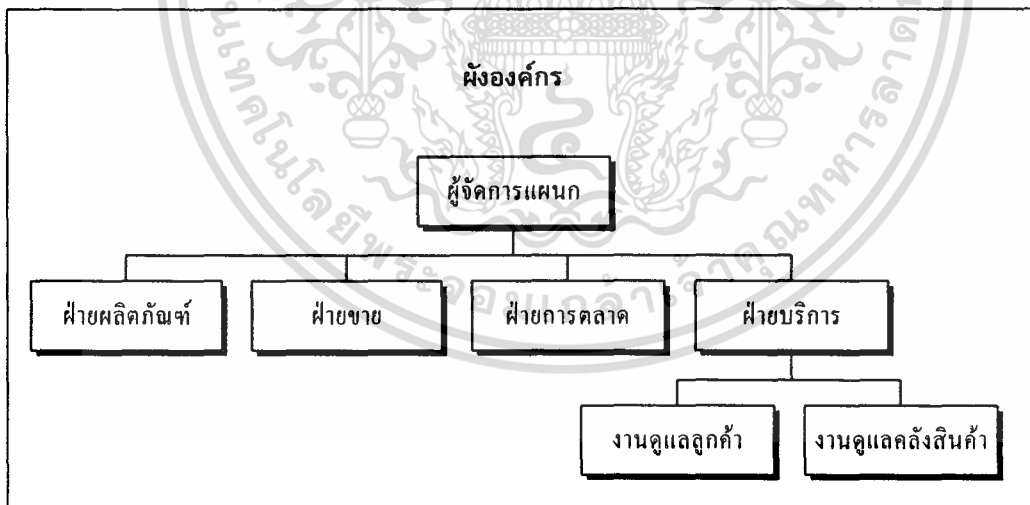 ผังองค์กร
ผู้จัดการแผนก
ฝ่ายผลิตภัณฑ์
ฝ่ายขาย
ฝ่ายการตลาด
ฝ่ายบริการ
งานดูแลลูกค้า
งานดูแลคลังสินค้า